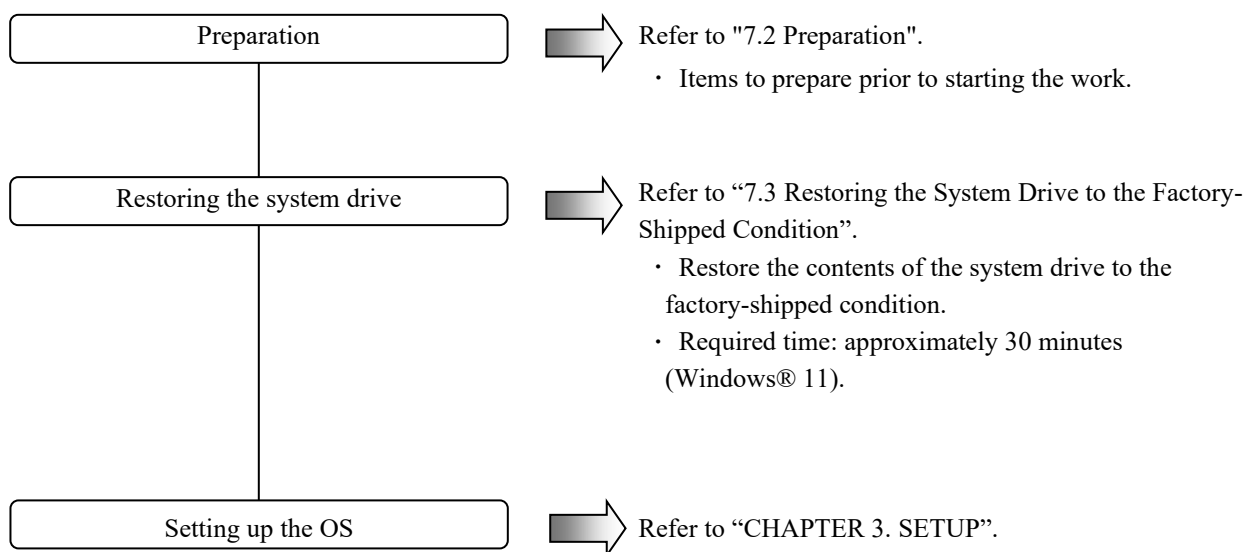 Preparation
Refer to "7.2 Preparation".
・ Items to prepare prior to starting the work.
Restoring the system drive
Refer to “7.3 Restoring the System Drive to the Factory-
Shipped Condition”.
・ Restore the contents of the system drive to the
factory-shipped condition.
・ Required time: approximately 30 minutes
(Windows® 11).
Setting up the OS
Refer to “CHAPTER 3. SETUP”.